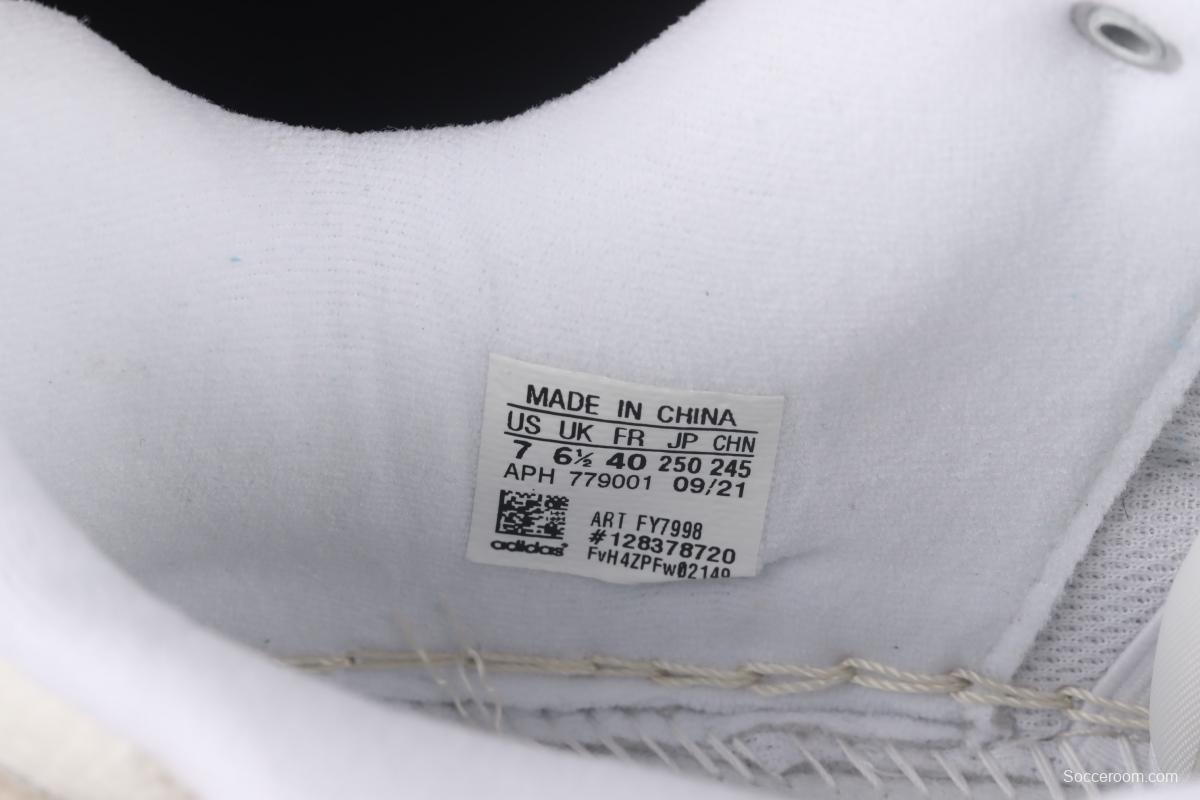 MADE IN CHINA
US UK FR JP CHN
7 6½ 40 250 245
APH 779001 09/21
ART FY7998
#128378720
adidas
FvH4ZPFw02149
Socceroom.com